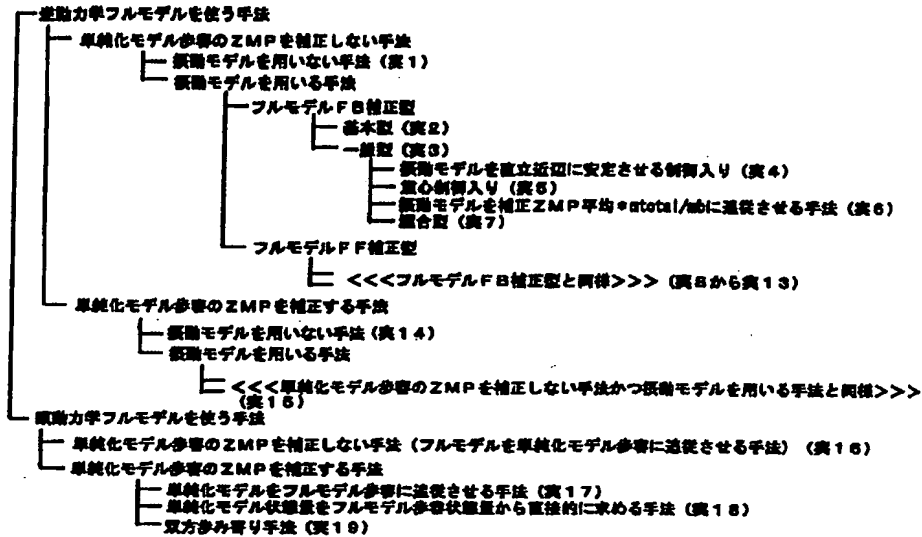 逆動力学フルモデルを使う手法
単純化モデル歩容のZMPを補正しない手法
摂動モデルを用いない手法(実1)
摂動モデルを用いる手法
フルモデルFB補正型
基本型(実2)
一般型(実3)
摂動モデルを直立近辺に安定させる制御入り(実4)
重心制御入り(実5)
摂動モデルを補正ZMP平均*mtotal/mbに追従させる手法(実6)
複合型(実7)
フルモデルFF補正型
<<<フルモデルFB補正型と同様>>>(実8から実13)
単純化モデル歩容のZMPを補正する手法
摂動モデルを用いない手法(実14)
摂動モデルを用いる手法
<<<単純化モデル歩容のZMPを補正しない手法かつ摂動モデルを用いる手法と同様>>>
(実15)
順動力学フルモデルを使う手法
単純化モデル歩容のZMPを補正しない手法(フルモデルを単純化モデル歩容に追従させる手法)(実16)
単純化モデル歩容のZMPを補正する手法
単純化モデルをフルモデル歩容に追従させる手法(実17)
単純化モデル状態量をフルモデル歩容状態量から直接的に求める手法(実18)
双方歩み寄り手法(実19)